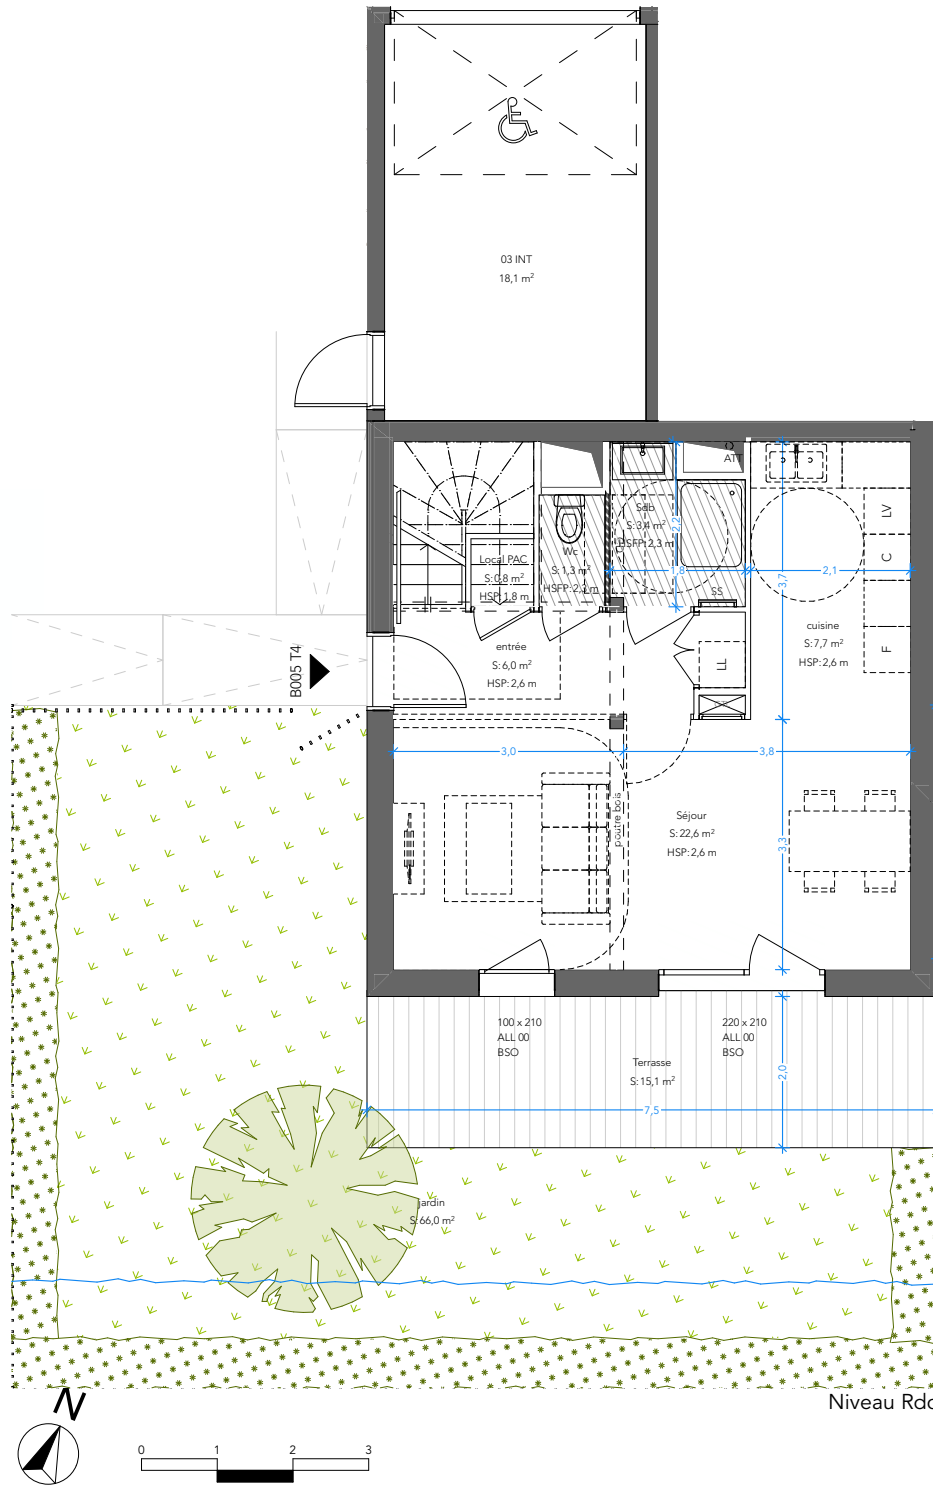 03 INT
18,1 m²
ATT
Sdb
S: 3,4 m²
HSFP: 2,3 m
2,2
1,8
SS
Wc
S: 1,3 m²
Local PAC
S: 0,8 m²
HSP: 1,8 m
3,7
2,1
LV
C
F
cuisine
S: 7,7 m²
HSP: 2,6 m
LL
entrée
S: 6,0 m²
HSP: 2,6 m
B005 T4
3,0
3,8
poutre bois
Séjour
S: 22,6 m²
HSP: 2,6 m
3,3
100 x 210
ALL 00
BSO
220 x 210
ALL 00
BSO
Terrasse
S: 15,1 m²
2,0
7,5
jardin
S: 66,0 m²
Niveau Rdc
N
0 1 2 3